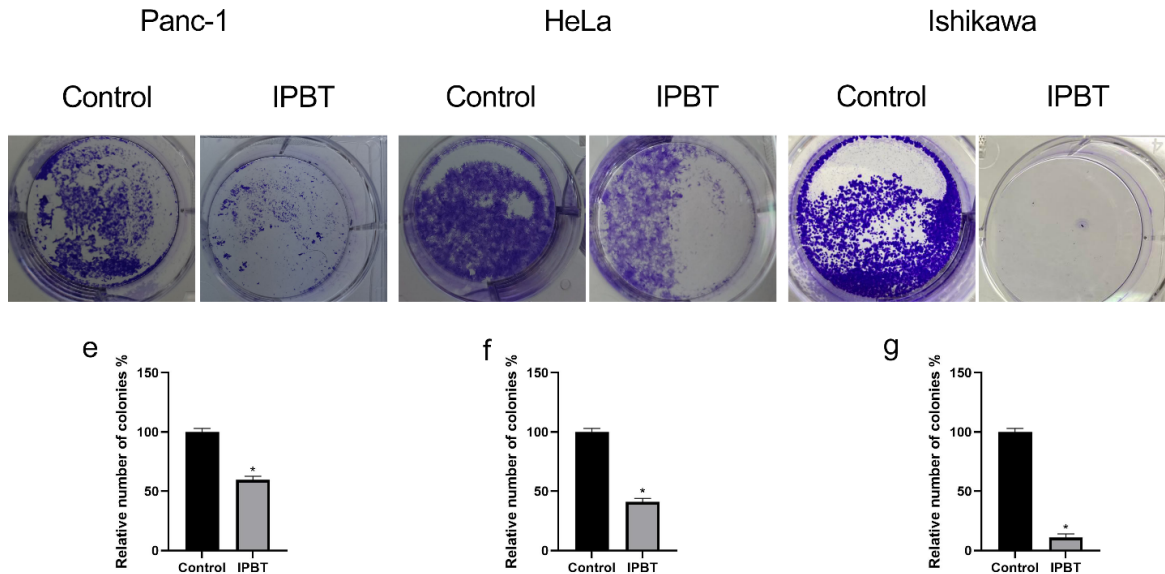 Panc-1 HeLa Ishikawa
Control IPBT Control IPBT Control IPBT
4
e f g
Relative number of colonies %
150
100
50
0
*
Control IPBT
Relative number of colonies %
150
100
50
0
*
Control IPBT
Relative number of colonies %
150
100
50
0
*
Control IPBT